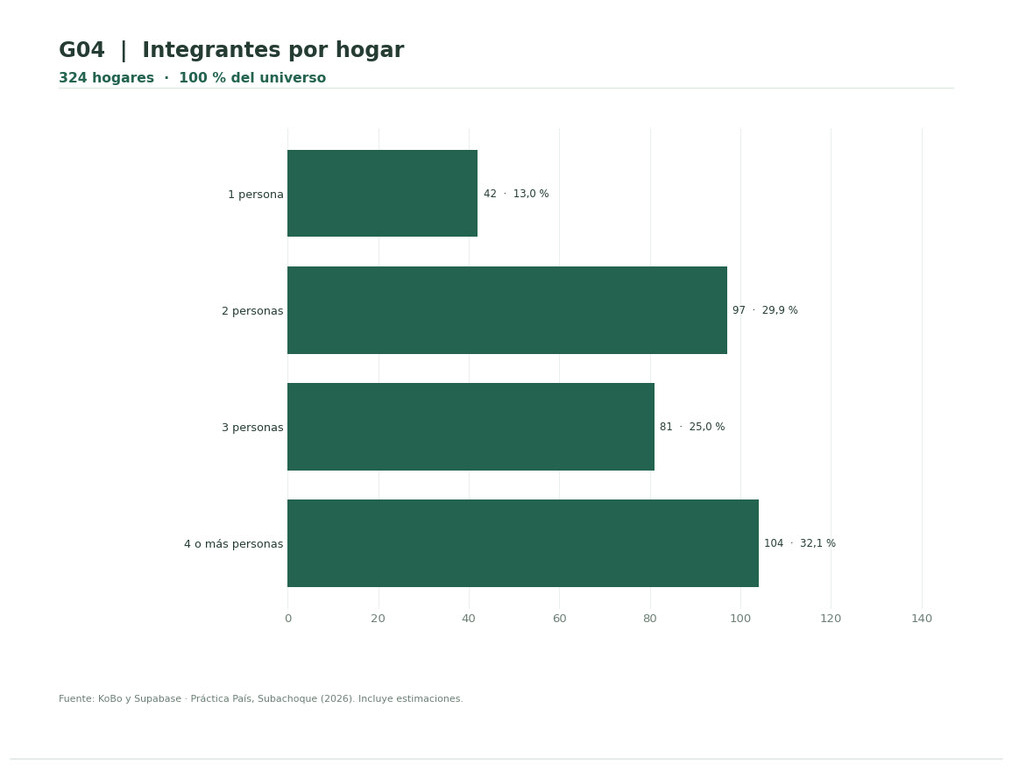 G04 | Integrantes por hogar
324 hogares · 100 % del universo
1 persona 42 · 13,0 %
2 personas 97 · 29,9 %
3 personas 81 · 25,0 %
4 o más personas 104 · 32,1 %
0 20 40 60 80 100 120 140
Fuente: KoBo y Supabase · Práctica País, Subachoque (2026). Incluye estimaciones.